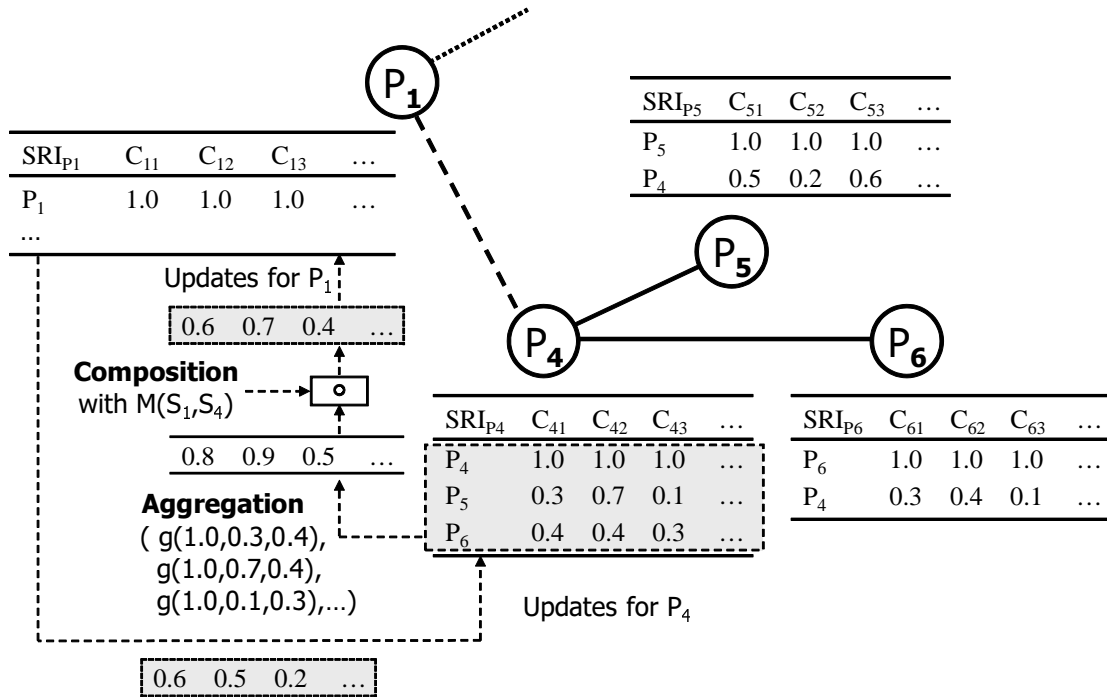 P1
SRIP5 C51 C52 C53 …
P5 1.0 1.0 1.0 …
P4 0.5 0.2 0.6 …
SRIP1 C11 C12 C13 …
P1 1.0 1.0 1.0 …
…
Updates for P1
0.6 0.7 0.4 …
Composition
with M(S1,S4)
0.8 0.9 0.5 …
Aggregation
( g(1.0,0.3,0.4),
g(1.0,0.7,0.4),
g(1.0,0.1,0.3),…)
P5
P4
P6
SRIP4 C41 C42 C43 …
P4 1.0 1.0 1.0 …
P5 0.3 0.7 0.1 …
P6 0.4 0.4 0.3 …
SRIP6 C61 C62 C63 …
P6 1.0 1.0 1.0 …
P4 0.3 0.4 0.1 …
Updates for P4
0.6 0.5 0.2 …